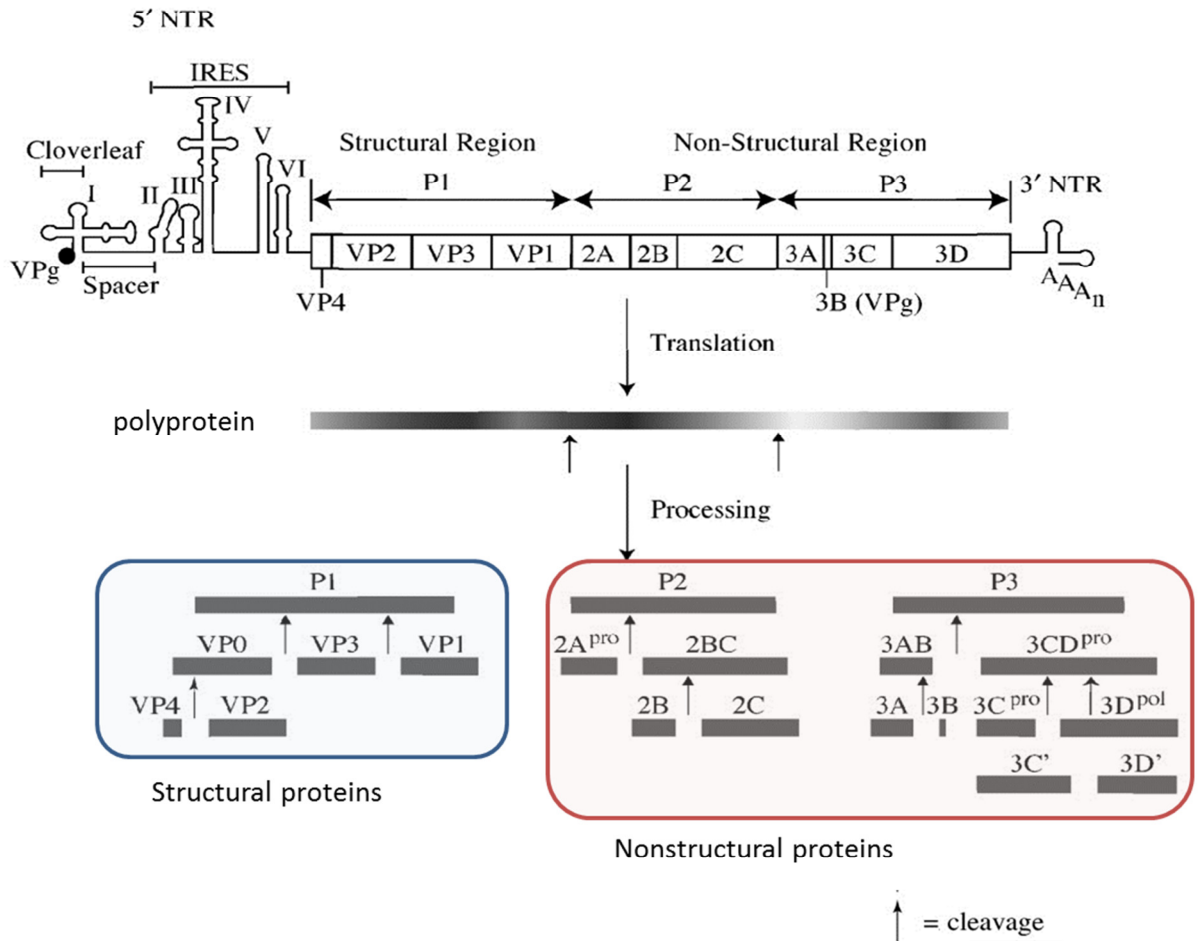 5′ NTR
IRES
IV
Cloverleaf
V
Structural Region
Non-Structural Region
I
II
III
VI
P1
P2
P3
3′ NTR
VPg
Spacer
VP2
VP3
VP1
2A
2B
2C
3A
3C
3D
VP4
3B (VPg)
AAAn
Translation
polyprotein
Processing
P1
VP0
VP3
VP1
VP4
VP2
Structural proteins
P2
P3
2Apro
2BC
3AB
3CDpro
2B
2C
3A
3B
3Cpro
3Dpol
3C’
3D’
Nonstructural proteins
= cleavage